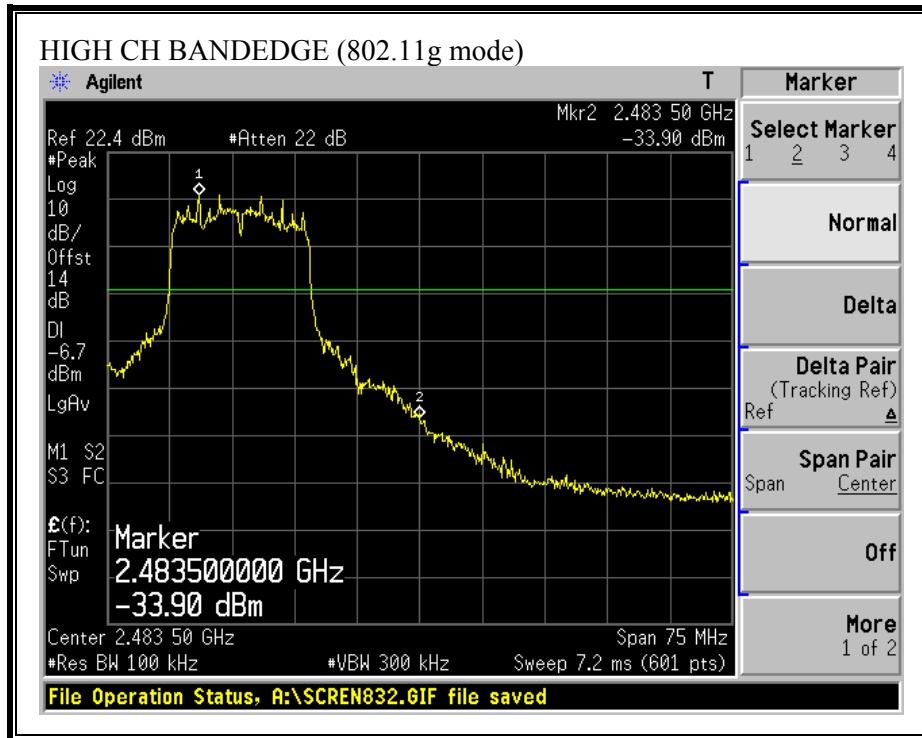 HIGH CH BANDEDGE (802.11g mode)
Agilent T
Mkr2 2.483 50 GHz
Ref 22.4 dBm #Atten 22 dB -33.90 dBm
#Peak
Log
10
dB/
Offst
14
dB
DI
-6.7
dBm
LgAv
M1 S2
S3 FC
£(f):
FTun
Swp
1
2
Marker
2.483500000 GHz
-33.90 dBm
Center 2.483 50 GHz Span 75 MHz
#Res BW 100 kHz #VBW 300 kHz Sweep 7.2 ms (601 pts)
File Operation Status, A:\SCREN832.GIF file saved
Marker
Select Marker
1 2 3 4
Normal
Delta
Delta Pair
(Tracking Ref)
Ref Δ
Span Pair
Span Center
Off
More
1 of 2